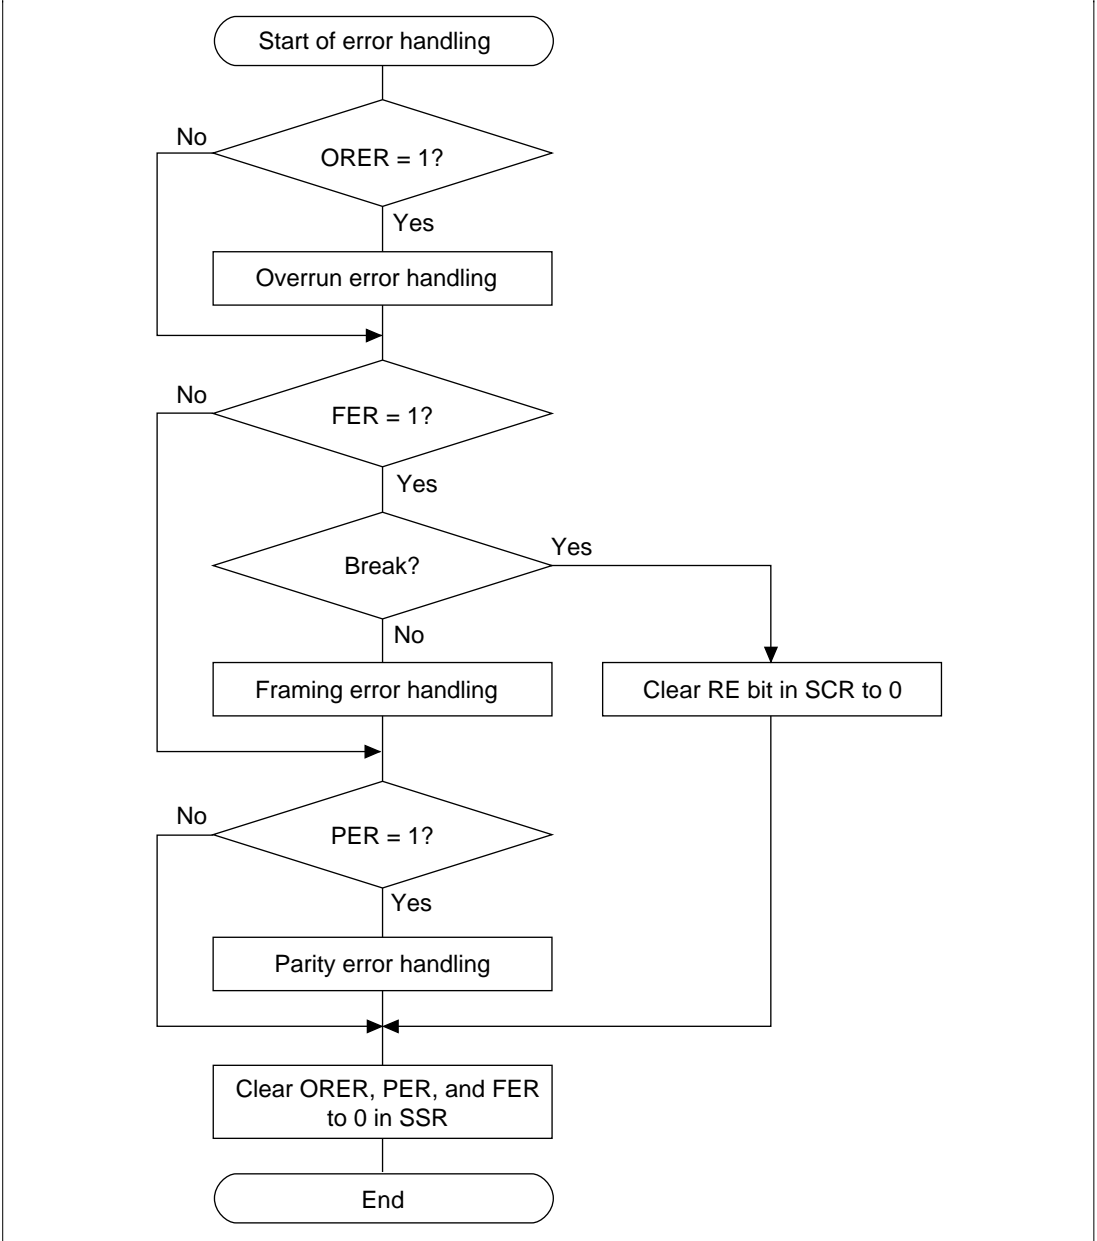 Start of error handling
No
ORER = 1?
Yes
Overrun error handling
No
FER = 1?
Yes
Break?
Yes
No
Framing error handling
Clear RE bit in SCR to 0
No
PER = 1?
Yes
Parity error handling
Clear ORER, PER, and FER
to 0 in SSR
End